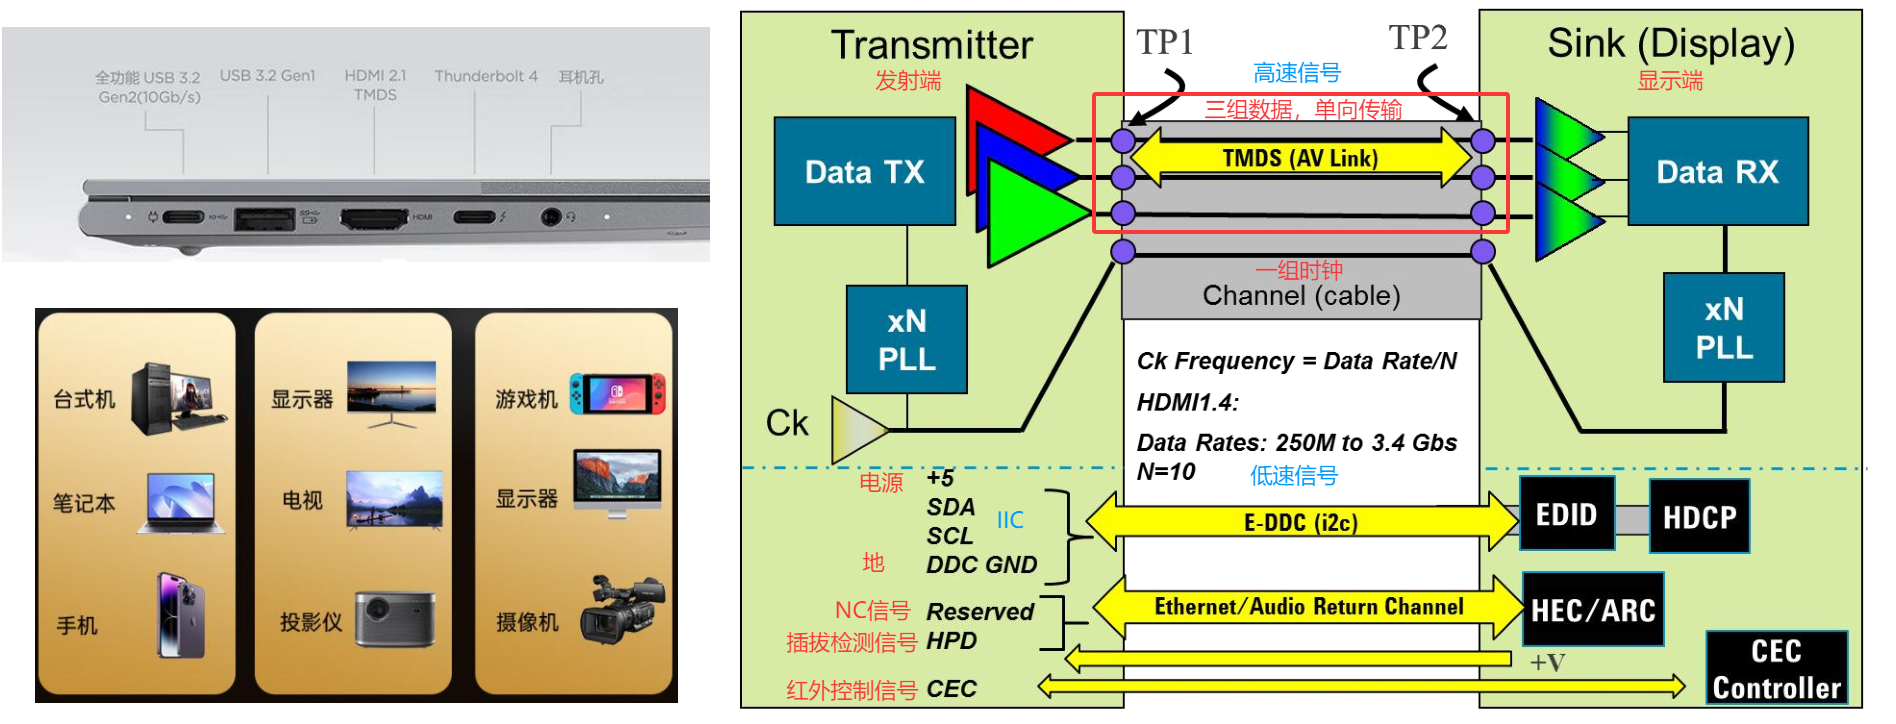 全功能 USB 3.2
Gen2(10Gb/s)
USB 3.2 Gen1
HDMI 2.1
TMDS
Thunderbolt 4
耳机孔
HDMI
台式机
笔记本
手机
显示器
电视
投影仪
游戏机
显示器
摄像机
Transmitter
发射端
TP1
TP2
高速信号
Sink (Display)
显示端
三组数据，单向传输
TMDS (AV Link)
Data TX
Data RX
一组时钟
Channel (cable)
xN
PLL
xN
PLL
Ck
Ck Frequency = Data Rate/N
HDMI1.4:
Data Rates: 250M to 3.4 Gbs
N=10
低速信号
电源 +5
SDA
IIC
SCL
地 DDC GND
E-DDC (i2c)
EDID
HDCP
NC信号 Reserved
插拔检测信号 HPD
Ethernet/Audio Return Channel
HEC/ARC
+V
红外控制信号 CEC
CEC
Controller